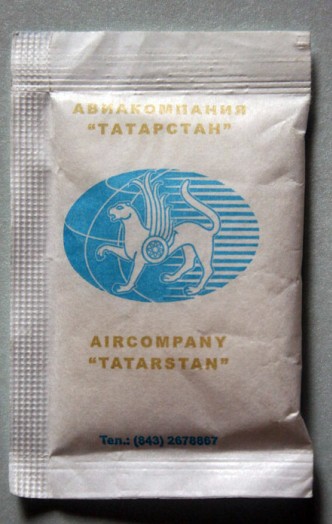 АВИАКОМПАНИЯ
"ТАТАРСТАН"
AIRCOMPANY
"TATARSTAN"
Тел.: (843) 2678867